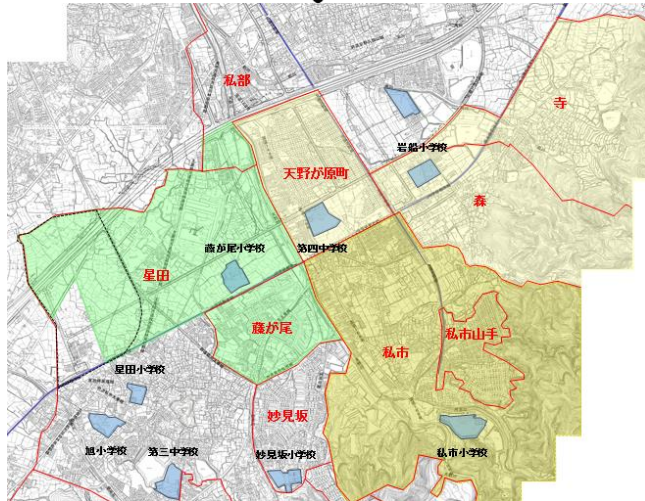 私部
寺
岩船小学校
天野が原町
森
藤が尾小学校
第四中学校
星田
藤が尾
私市
私市山手
星田小学校
妙見坂
旭小学校
第三中学校
妙見坂小学校
私市小学校